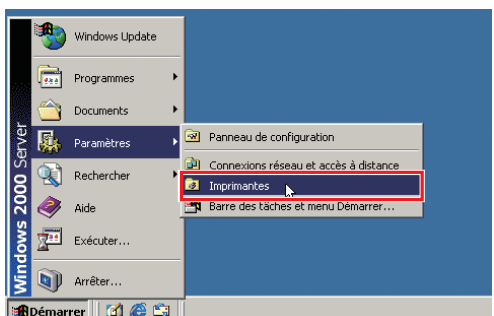 Windows 2000 Server
Windows Update
Programmes
Documents
Paramètres
Rechercher
Aide
Exécuter...
Arrêter...
Panneau de configuration
Connexions réseau et accès à distance
Imprimantes
Barre des tâches et menu Démarrer...
Démarrer